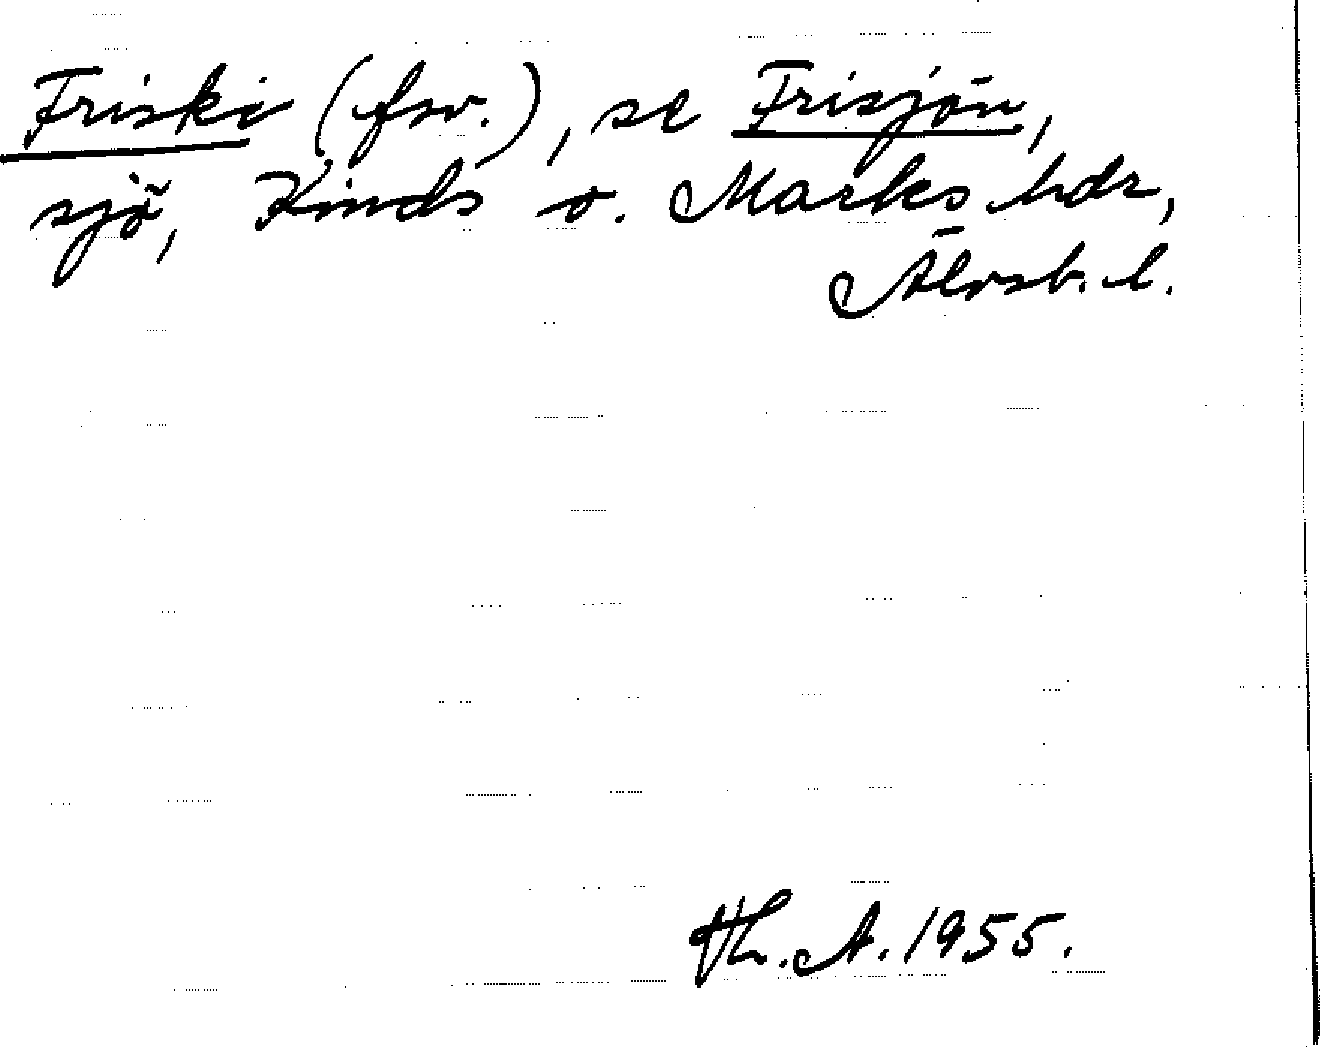 Friski (fsv.), se Frisjön,
sjö, Kinds o. Marks hdr,
Älvsb. l.
Th. A. 1955.